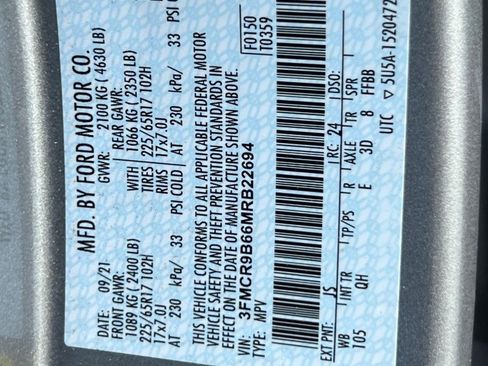 MFD. BY FORD MOTOR CO.
DATE: 09/21 GVWR: 2100 KG ( 4630 LB)
FRONT GAWR: REAR GAWR:
1089 KG ( 2400 LB) WITH 1066 KG ( 2350 LB)
225/65R17 102H TIRES 225/65R17 102H
17x7.0J RIMS 17x7.0J
AT 230 kPa/ 33 PSI COLD AT 230 kPa/ 33 PSI CO
THIS VEHICLE CONFORMS TO ALL APPLICABLE FEDERAL MOTOR
VEHICLE SAFETY AND THEFT PREVENTION STANDARDS IN
EFFECT ON THE DATE OF MANUFACTURE SHOWN ABOVE.
VIN: 3FMCR9B66MRB22694
TYPE: MPV
F0150
T0359
EXT PNT: JS RC: 24 DSO:
WB INT TR TP/PS R AXLE TR SPR
105 QH E 3D 8 FFBB
UTC ▽ 5U5A-1520472